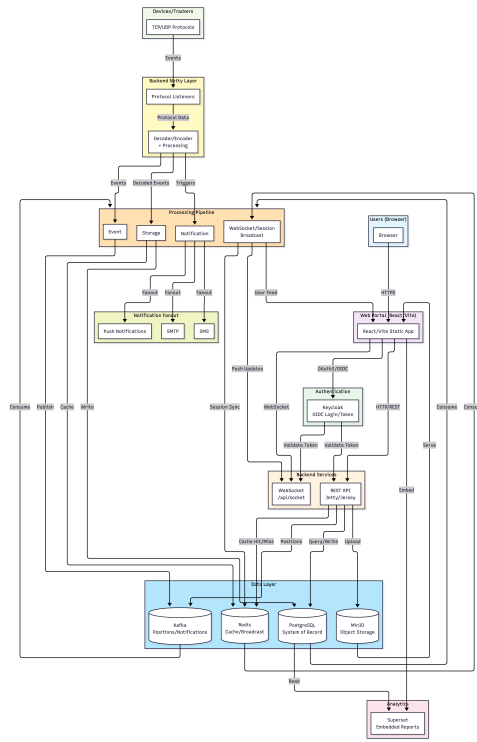 Devices/Trackers
TCP/UDP Protocols
Events
Backend Netty Layer
Protocol Listeners
Protocol Data
Decoder/Encoder
+ Processing
Events
Decoded Events
Triggers
Processing Pipeline
Event
Storage
Notification
WebSocket/Session
Broadcast
Users (Browser)
Browser
Fanout
Fanout
Fanout
User Feed
HTTPS
Notification Fanout
Push Notifications
SMTP
SMS
Web Portal (React/Vite)
React/Vite Static App
Push Updates
OAuth2/OIDC
Authentication
Keycloak
OIDC Login/Token
Consume
Publish
Cache
Write
Session Sync
WebSocket
HTTP/REST
Serve
Consume
Consu
Validate Token
Validate Token
Backend Services
WebSocket
/api/socket
REST API
Jetty/Jersey
Embed
Cache Hit/Miss
Positions
Query/Write
Upload
Data Layer
Kafka
Positions/Notifications
Redis
Cache/Broadcast
PostgreSQL
System of Record
MinIO
Object Storage
Read
Analytics
Superset
Embedded Reports